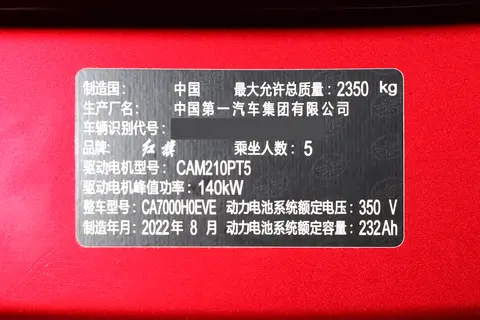 制造国： 中国 最大允许总质量：2350 kg
生产厂名： 中国第一汽车集团有限公司
车辆识别代号：
品牌： 红旗 乘坐人数：5
驱动电机型号：CAM210PT5
驱动电机峰值功率：140kW
整车型号：CA7000H0EVE 动力电池系统额定电压：350 V
制造年月：2022年 8 月 动力电池系统额定容量：232Ah